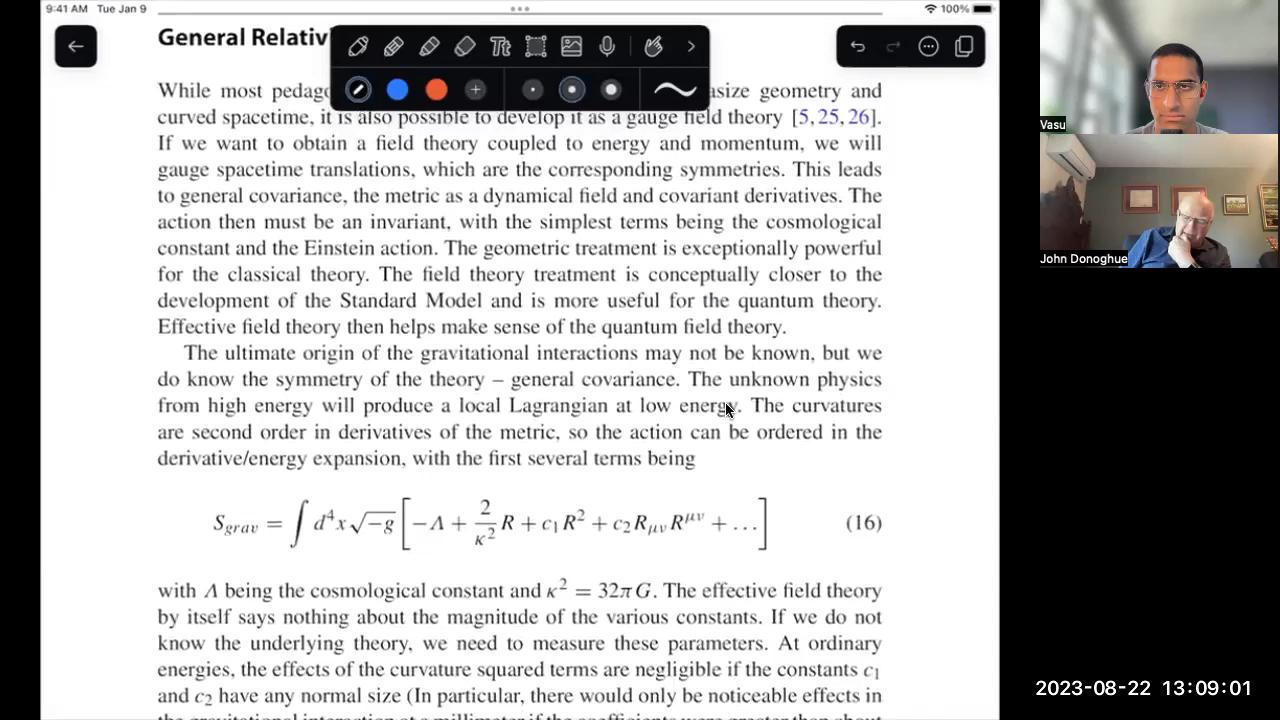 9:41 AM Tue Jan 9
100%
General Relativi
Tt
While most pedago
asize geometry and
curved spacetime, it is also possible to develop it as a gauge field theory [5, 25, 26].
If we want to obtain a field theory coupled to energy and momentum, we will
gauge spacetime translations, which are the corresponding symmetries. This leads
to general covariance, the metric as a dynamical field and covariant derivatives. The
action then must be an invariant, with the simplest terms being the cosmological
constant and the Einstein action. The geometric treatment is exceptionally powerful
for the classical theory. The field theory treatment is conceptually closer to the
development of the Standard Model and is more useful for the quantum theory.
Effective field theory then helps make sense of the quantum field theory.
The ultimate origin of the gravitational interactions may not be known, but we
do know the symmetry of the theory – general covariance. The unknown physics
from high energy will produce a local Lagrangian at low energy. The curvatures
are second order in derivatives of the metric, so the action can be ordered in the
derivative/energy expansion, with the first several terms being
S_grav = ∫ d⁴x √−g [ −Λ + 2/κ² R + c₁R² + c₂R_μν R^μν + … ] (16)
with Λ being the cosmological constant and κ² = 32πG. The effective field theory
by itself says nothing about the magnitude of the various constants. If we do not
know the underlying theory, we need to measure these parameters. At ordinary
energies, the effects of the curvature squared terms are negligible if the constants c₁
and c₂ have any normal size (In particular, there would only be noticeable effects in
Vasu
John Donoghue
2023-08-22 13:09:01